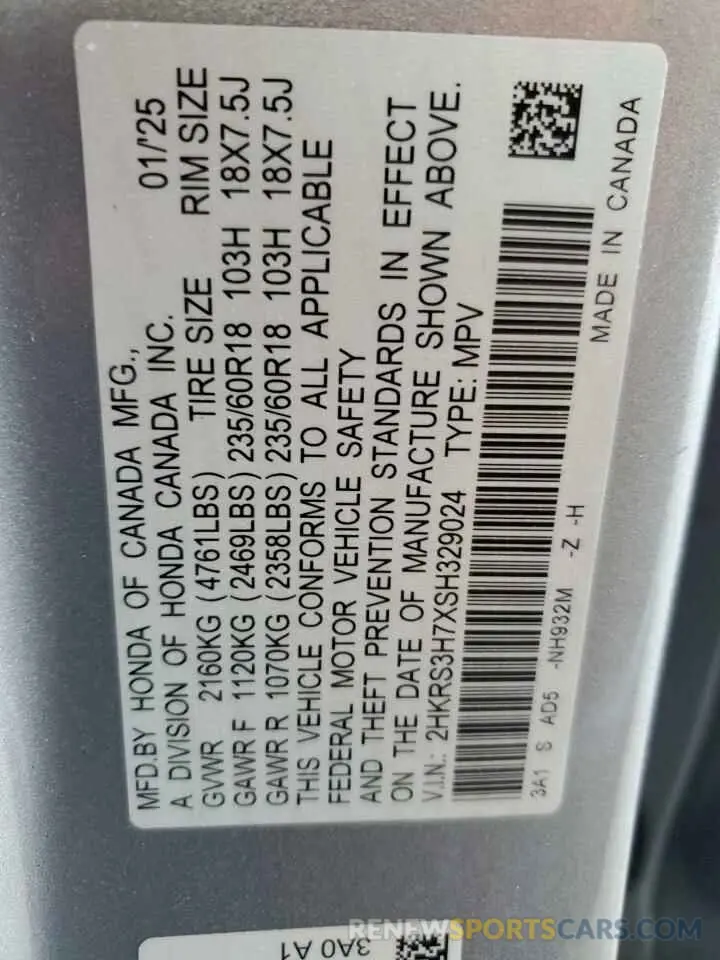 MFD.BY HONDA OF CANADA MFG., 01/'25
A DIVISION OF HONDA CANADA INC.
GVWR 2160KG (4761LBS) TIRE SIZE RIM SIZE
GAWR F 1120KG (2469LBS) 235/60R18 103H 18X7.5J
GAWR R 1070KG (2358LBS) 235/60R18 103H 18X7.5J
THIS VEHICLE CONFORMS TO ALL APPLICABLE
FEDERAL MOTOR VEHICLE SAFETY
AND THEFT PREVENTION STANDARDS IN EFFECT
ON THE DATE OF MANUFACTURE SHOWN ABOVE.
V.I.N.: 2HKRS3H7XSH329024 TYPE: MPV
3A1 S AD5 -NH932M -Z -H
MADE IN CANADA
3A0 A1
RENEWSPORTSCARS.COM